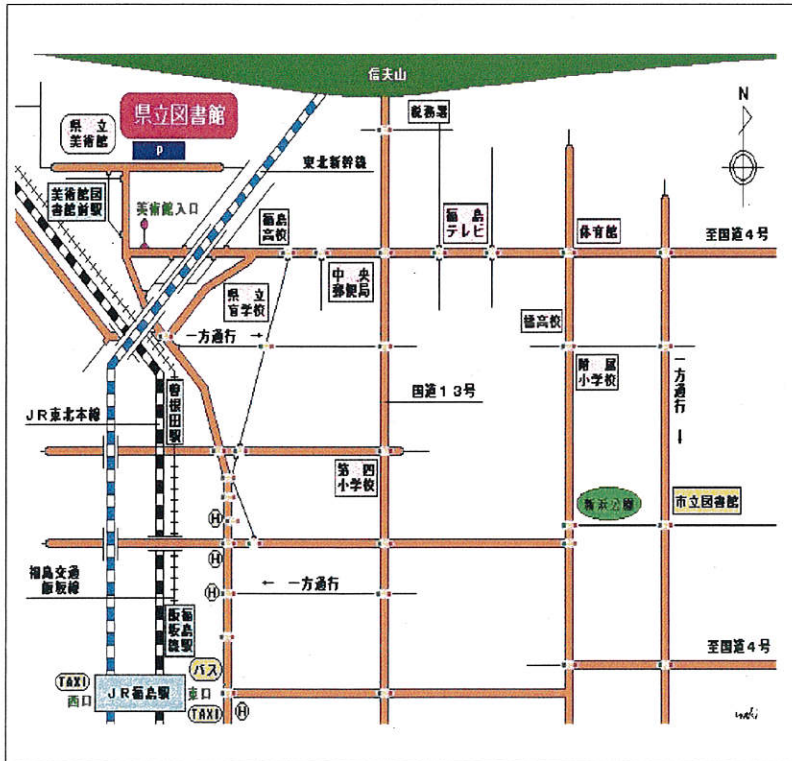 信夫山
県立図書館
県立
美術館
P
税務署
N
東北新幹線
美術館図
書館前駅
美術館入口
福島
高校
福島
テレビ
体育館
至国道4号
中央
郵便局
県立
盲学校
橘高校
一方通行 →
附属
小学校
一方通行
↓
国道13号
曽根田駅
JR東北本線
第四
小学校
新浜公園
市立図書館
H
H
福島交通
飯坂線
← 一方通行
H
飯坂線
福島駅
至国道4号
TAXI
バス
西口
JR福島駅
東口
TAXI
H